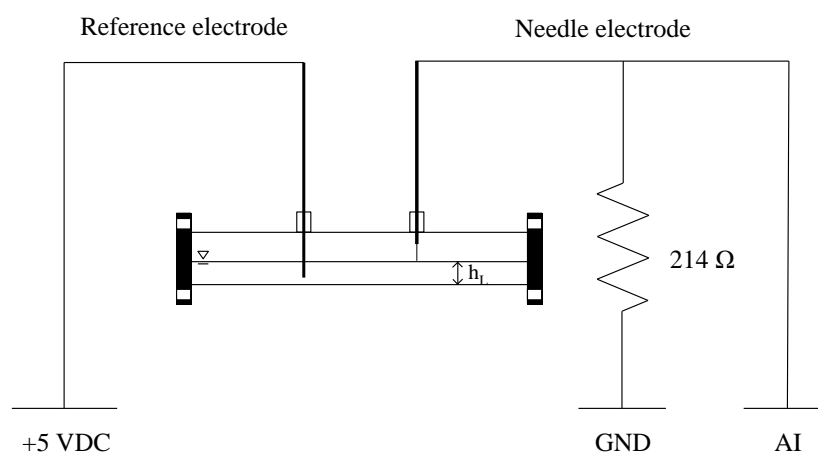 Reference electrode
Needle electrode
h_L
214 Ω
+5 VDC
GND
AI